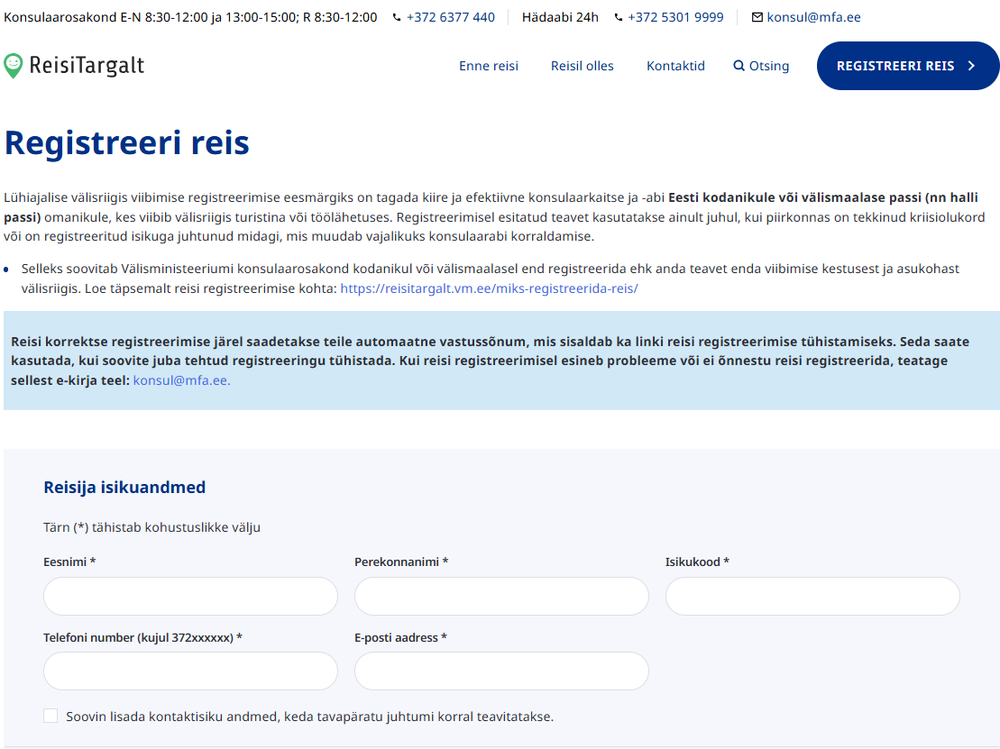 Konsulaarosakond E-N 8:30-12:00 ja 13:00-15:00; R 8:30-12:00 +372 6377 440 Hädaabi 24h +372 5301 9999 konsul@mfa.ee
ReisiTargalt Enne reisi Reisil olles Kontaktid Otsing REGISTREERI REIS
Registreeri reis
Lühiajalise välisriigis viibimise registreerimise eesmärgiks on tagada kiire ja efektiivne konsulaarkaitse ja -abi Eesti kodanikule või välismaalase passi (nn halli
passi) omanikule, kes viibib välisriigis turistina või töölähetuses. Registreerimisel esitatud teavet kasutatakse ainult juhul, kui piirkonnas on tekkinud kriisiolukord
või on registreeritud isikuga juhtunud midagi, mis muudab vajalikuks konsulaarabi korraldamise.
Selleks soovitab Välisministeeriumi konsulaarosakond kodanikul või välismaalasel end registreerida ehk anda teavet enda viibimise kestusest ja asukohast
välisriigis. Loe täpsemalt reisi registreerimise kohta: https://reisitargalt.vm.ee/miks-registreerida-reis/
Reisi korrektse registreerimise järel saadetakse teile automaatne vastussõnum, mis sisaldab ka linki reisi registreerimise tühistamiseks. Seda saate
kasutada, kui soovite juba tehtud registreeringu tühistada. Kui reisi registreerimisel esineb probleeme või ei õnnestu reisi registreerida, teatage
sellest e-kirja teel: konsul@mfa.ee.
Reisija isikuandmed
Tärn (*) tähistab kohustuslikke välju
Eesnimi * Perekonnanimi * Isikukood *
Telefoni number (kujul 372xxxxxx) * E-posti aadress *
Soovin lisada kontaktisiku andmed, keda tavapäratu juhtumi korral teavitatakse.